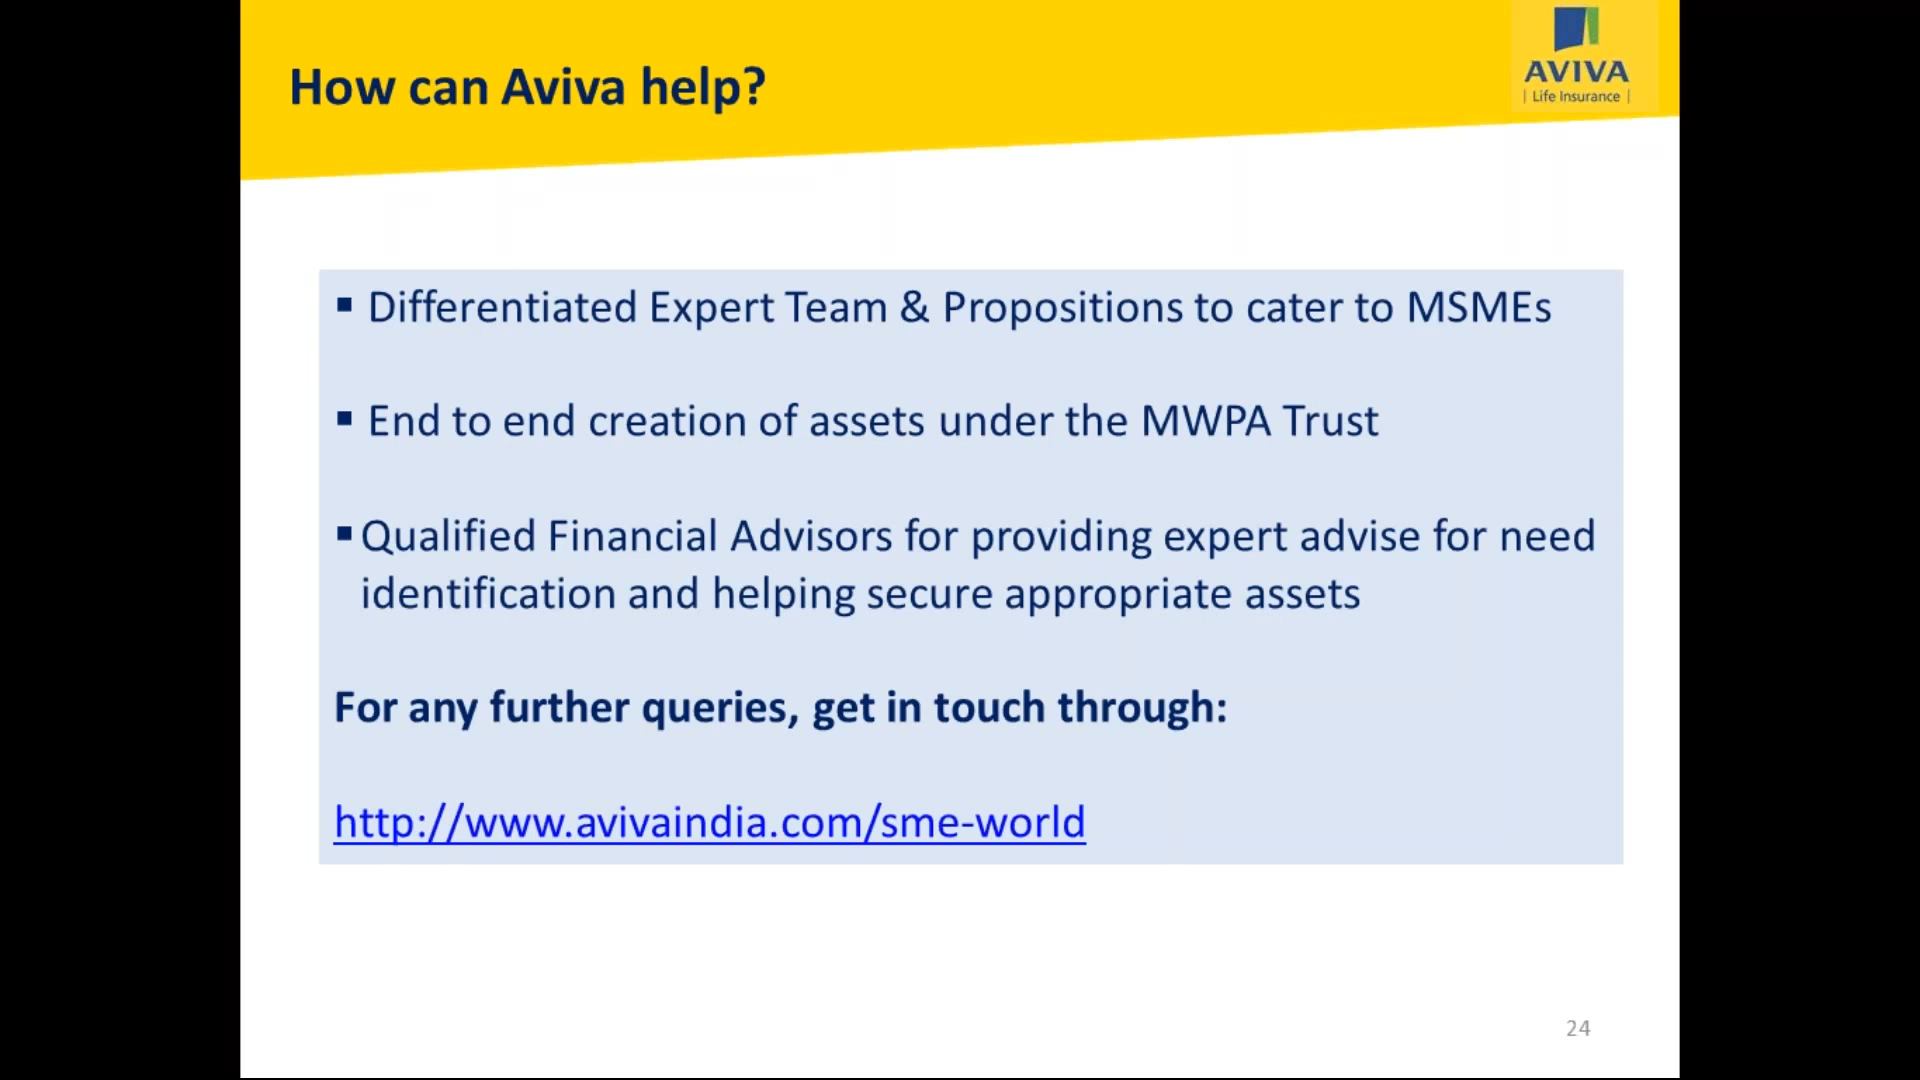 How can Aviva help?
AVIVA
| Life Insurance |
▪ Differentiated Expert Team & Propositions to cater to MSMEs
▪ End to end creation of assets under the MWPA Trust
▪ Qualified Financial Advisors for providing expert advise for need
identification and helping secure appropriate assets
For any further queries, get in touch through:
http://www.avivaindia.com/sme-world
24